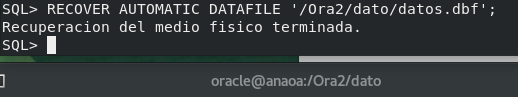 SQL> RECOVER AUTOMATIC DATAFILE '/Ora2/dato/datos.dbf';
Recuperacion del medio fisico terminada.
SQL>
oracle@anaoa:/Ora2/dato